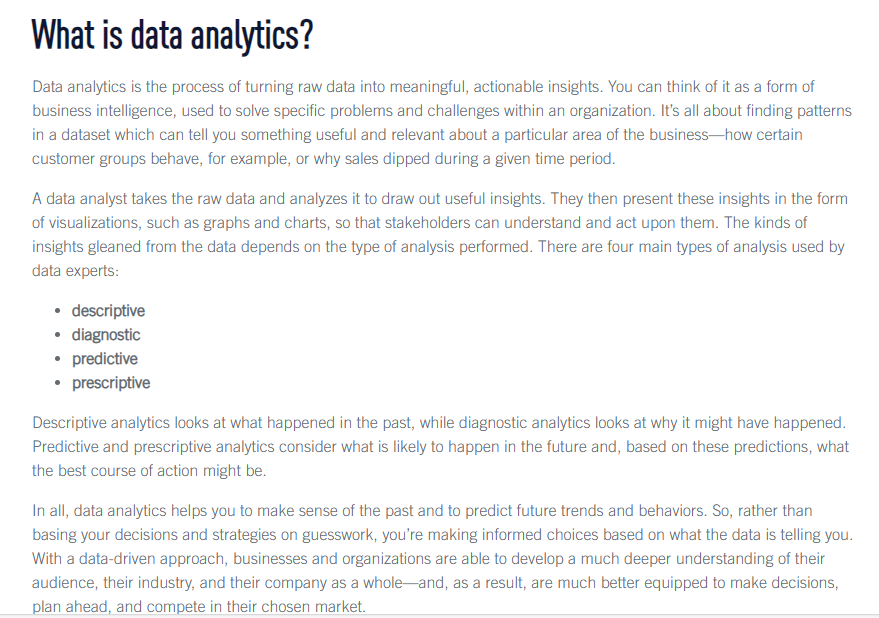 What is data analytics?
Data analytics is the process of turning raw data into meaningful, actionable insights. You can think of it as a form of
business intelligence, used to solve specific problems and challenges within an organization. It’s all about finding patterns
in a dataset which can tell you something useful and relevant about a particular area of the business—how certain
customer groups behave, for example, or why sales dipped during a given time period.
A data analyst takes the raw data and analyzes it to draw out useful insights. They then present these insights in the form
of visualizations, such as graphs and charts, so that stakeholders can understand and act upon them. The kinds of
insights gleaned from the data depends on the type of analysis performed. There are four main types of analysis used by
data experts:
• descriptive
• diagnostic
• predictive
• prescriptive
Descriptive analytics looks at what happened in the past, while diagnostic analytics looks at why it might have happened.
Predictive and prescriptive analytics consider what is likely to happen in the future and, based on these predictions, what
the best course of action might be.
In all, data analytics helps you to make sense of the past and to predict future trends and behaviors. So, rather than
basing your decisions and strategies on guesswork, you’re making informed choices based on what the data is telling you.
With a data-driven approach, businesses and organizations are able to develop a much deeper understanding of their
audience, their industry, and their company as a whole—and, as a result, are much better equipped to make decisions,
plan ahead, and compete in their chosen market.